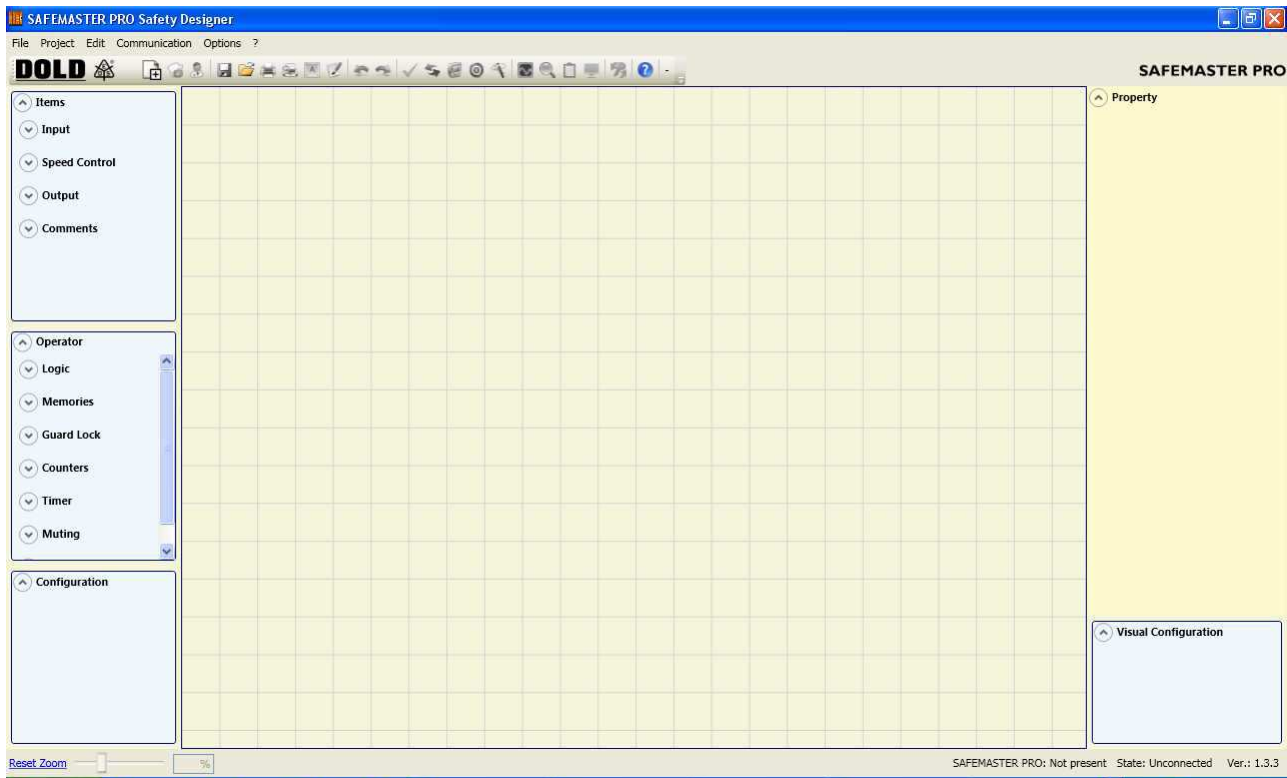 SAFEMASTER PRO Safety Designer
File Project Edit Communication Options ?
DOLD
SAFEMASTER PRO
Items
Input
Speed Control
Output
Comments
Operator
Logic
Memories
Guard Lock
Counters
Timer
Muting
Configuration
Property
Visual Configuration
Reset Zoom
%
SAFEMASTER PRO: Not present State: Unconnected Ver.: 1.3.3